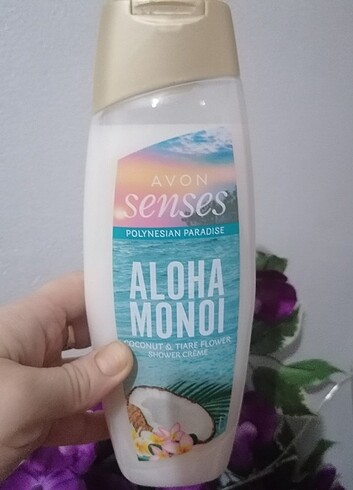 AVON
senses
POLYNESIAN PARADISE
ALOHA
MONOI
COCONUT & TIARE FLOWER
SHOWER CRÈME